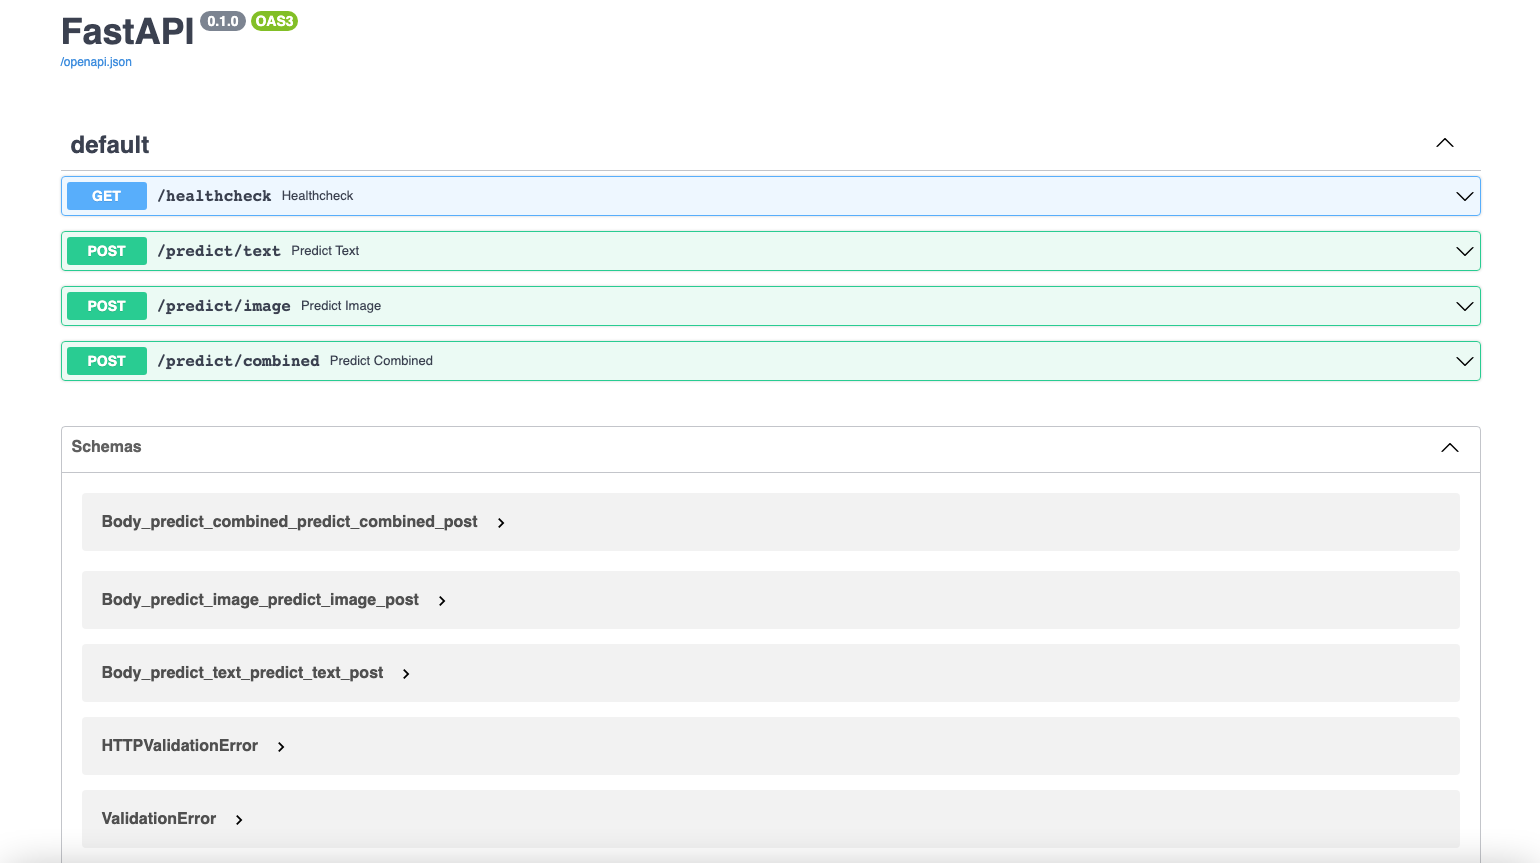 FastAPI 0.1.0 OAS3
/openapi.json
default
GET /healthcheck Healthcheck
POST /predict/text Predict Text
POST /predict/image Predict Image
POST /predict/combined Predict Combined
Schemas
Body_predict_combined_predict_combined_post
Body_predict_image_predict_image_post
Body_predict_text_predict_text_post
HTTPValidationError
ValidationError